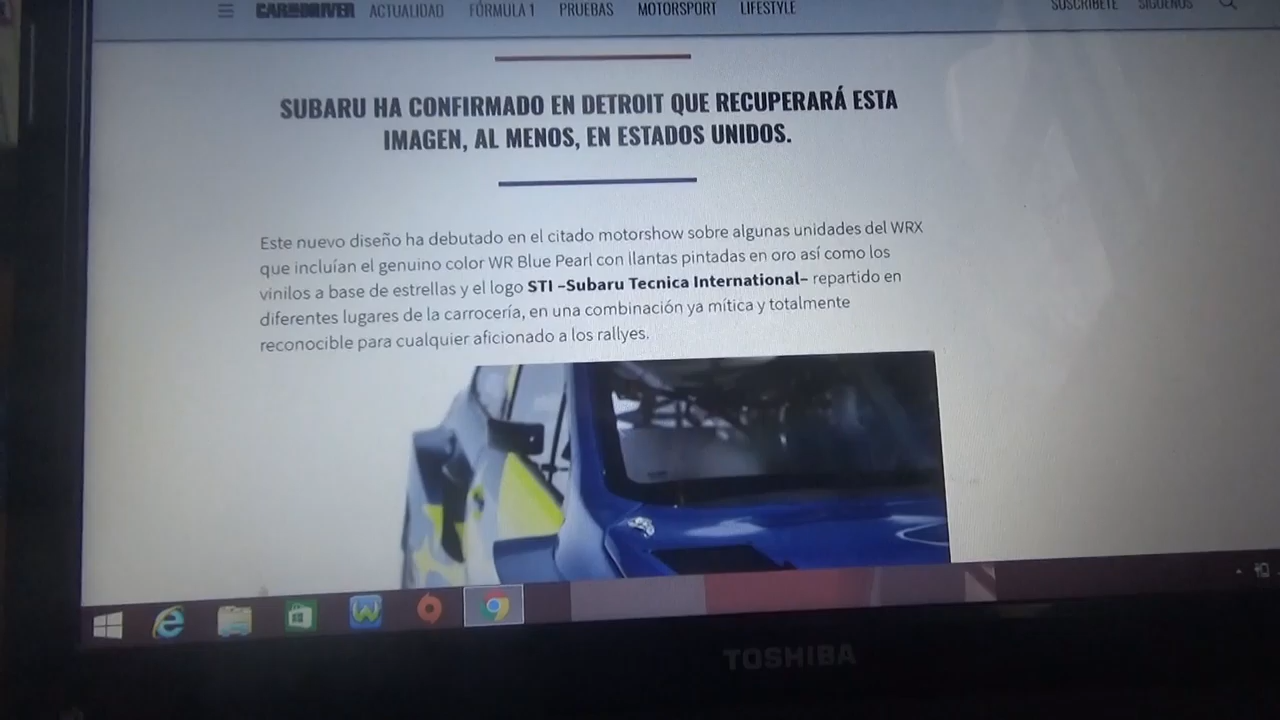 CAR AND DRIVER ACTUALIDAD FÓRMULA 1 PRUEBAS MOTORSPORT LIFESTYLE SUSCRÍBETE SÍGUENOS
SUBARU HA CONFIRMADO EN DETROIT QUE RECUPERARÁ ESTA
IMAGEN, AL MENOS, EN ESTADOS UNIDOS.
Este nuevo diseño ha debutado en el citado motorshow sobre algunas unidades del WRX
que incluían el genuino color WR Blue Pearl con llantas pintadas en oro así como los
vinilos a base de estrellas y el logo STI –Subaru Tecnica International– repartido en
diferentes lugares de la carrocería, en una combinación ya mítica y totalmente
reconocible para cualquier aficionado a los rallyes.
TOSHIBA